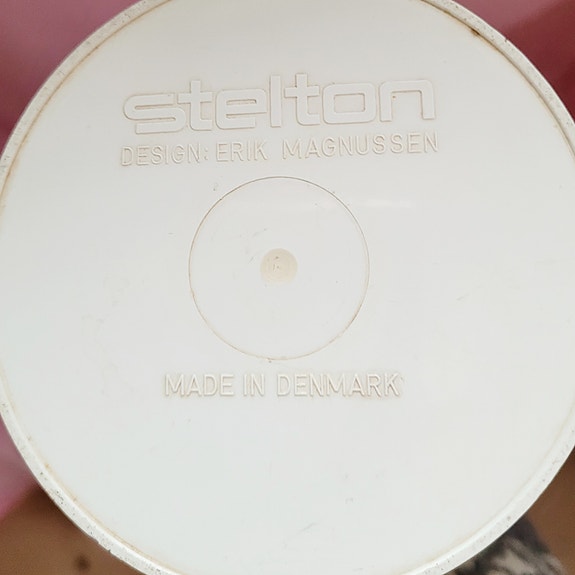 stelton
DESIGN: ERIK MAGNUSSEN
MADE IN DENMARK